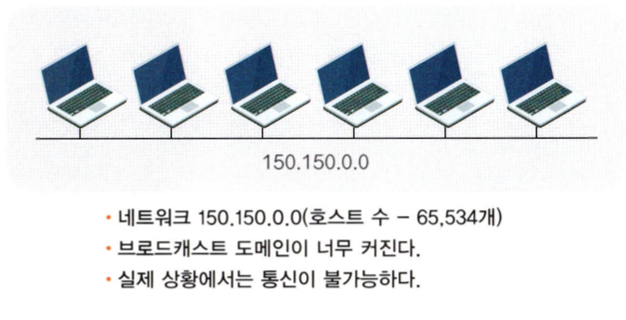 150.150.0.0
• 네트워크 150.150.0.0(호스트 수 - 65,534개)
• 브로드캐스트 도메인이 너무 커진다.
• 실제 상황에서는 통신이 불가능하다.